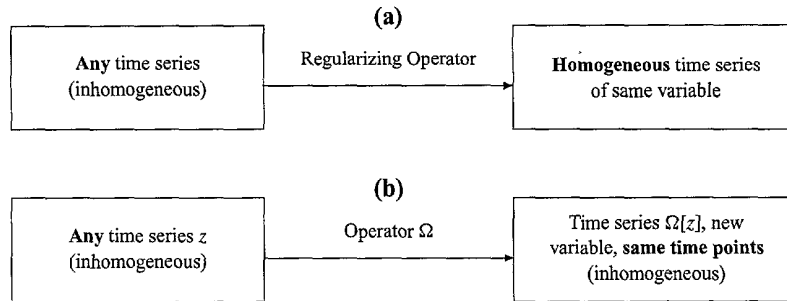 (a)
Any time series
(inhomogeneous)
Regularizing Operator
Homogeneous time series
of same variable
(b)
Any time series z
(inhomogeneous)
Operator Ω
Time series Ω[z], new
variable, same time points
(inhomogeneous)